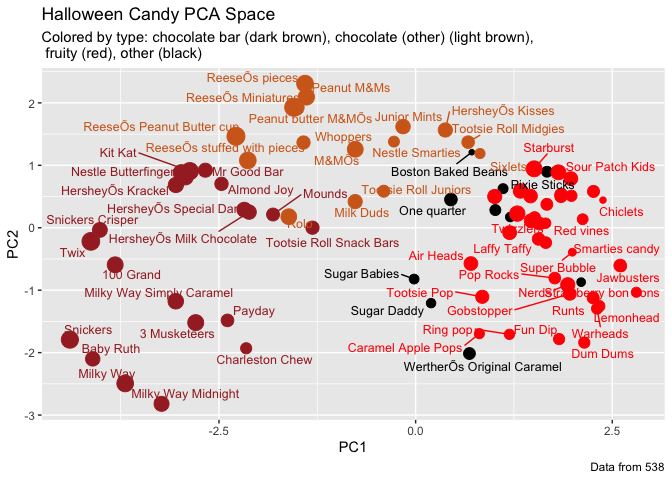 Halloween Candy PCA Space
Colored by type: chocolate bar (dark brown), chocolate (other) (light brown),
fruity (red), other (black)
ReeseÕs pieces
Peanut M&Ms
ReeseÕs Miniatures
Peanut butter M&MÕs
Junior Mints
HersheyÕs Kisses
ReeseÕs Peanut Butter cup
Whoppers
Tootsie Roll Midgies
ReeseÕs stuffed with pieces
M&MÕs
Nestle Smarties
Sixlets
Starburst
Kit Kat
Nestle Butterfinger
Mr Good Bar
Boston Baked Beans
Sour Patch Kids
HersheyÕs Krackel
Almond Joy
Mounds
Tootsie Roll Juniors
Pixie Sticks
HersheyÕs Special Dark
Rolo
Milk Duds
One quarter
Chiclets
Snickers Crisper
HersheyÕs Milk Chocolate
Tootsie Roll Snack Bars
Twizzlers
Red vines
Twix
Laffy Taffy
Smarties candy
100 Grand
Air Heads
Super Bubble
Sugar Babies
Pop Rocks
Jawbusters
Milky Way Simply Caramel
Tootsie Pop
Nerds
Strawberry bon bons
Sugar Daddy
Gobstopper
Runts
Lemonhead
Payday
Snickers
3 Musketeers
Ring pop
Fun Dip
Warheads
Baby Ruth
Charleston Chew
Caramel Apple Pops
Dum Dums
Milky Way
WertherÕs Original Caramel
Milky Way Midnight
2
1
0
-1
-2
-3
PC2
-2.5
0.0
2.5
PC1
Data from 538